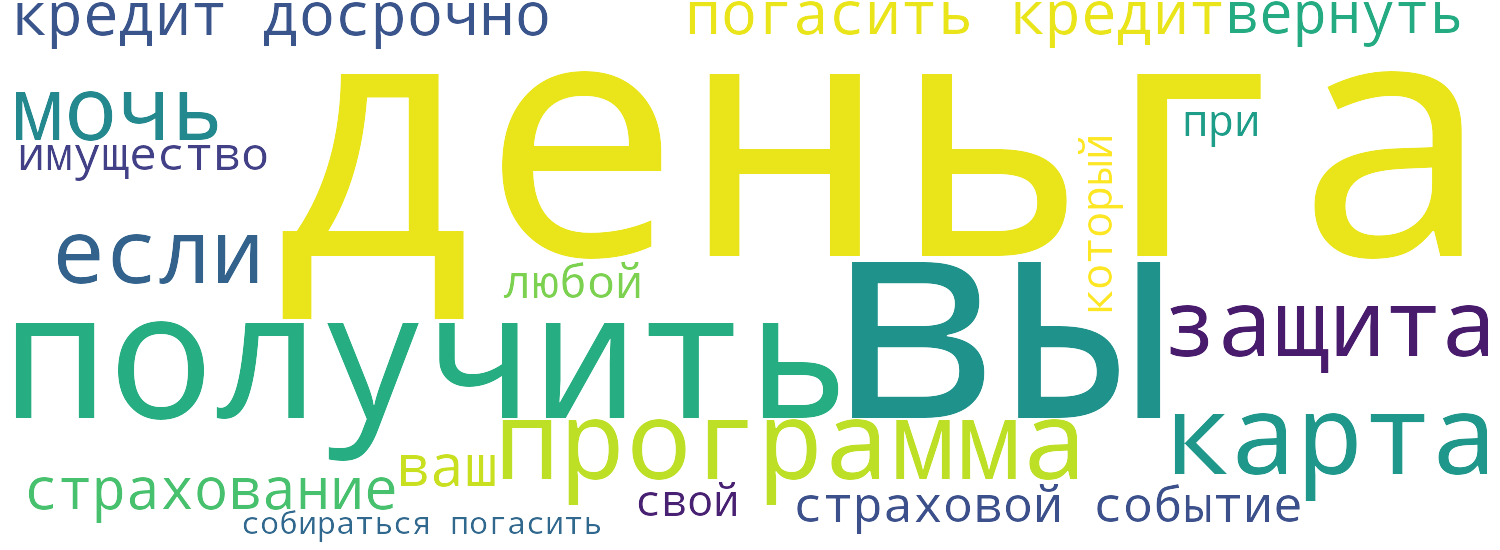 кредит досрочно
погасить кредит
вернуть
деньга
мочь
при
имущество
который
если
любой
вы
получить
защита
программа
карта
ваш
страхование
свой
страховой событие
собираться погасить